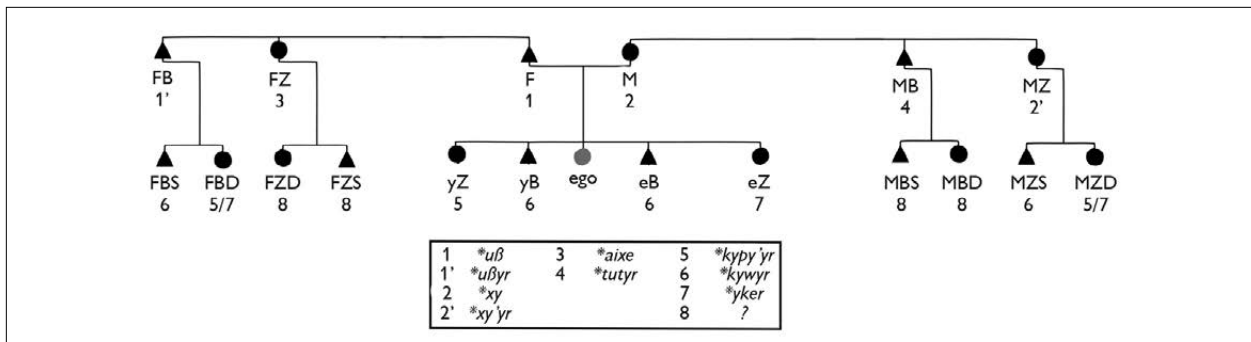 FB FZ F M MB MZ
1’ 3 1 2 4 2’
FBS FBD FZD FZS yZ yB ego eB eZ MBS MBD MZS MZD
6 5/7 8 8 5 6 6 7 8 8 6 5/7
1 *uß 3 *aixe 5 *kypy’yr
1’ *ußyr 4 *tutyr 6 *kywyr
2 *xy 7 *yker
2’ *xy’yr 8 ?